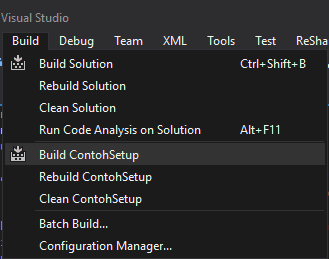 Visual Studio
Build Debug Team XML Tools Test ReSha
Build Solution Ctrl+Shift+B
Rebuild Solution
Clean Solution
Run Code Analysis on Solution Alt+F11
Build ContohSetup
Rebuild ContohSetup
Clean ContohSetup
Batch Build...
Configuration Manager...